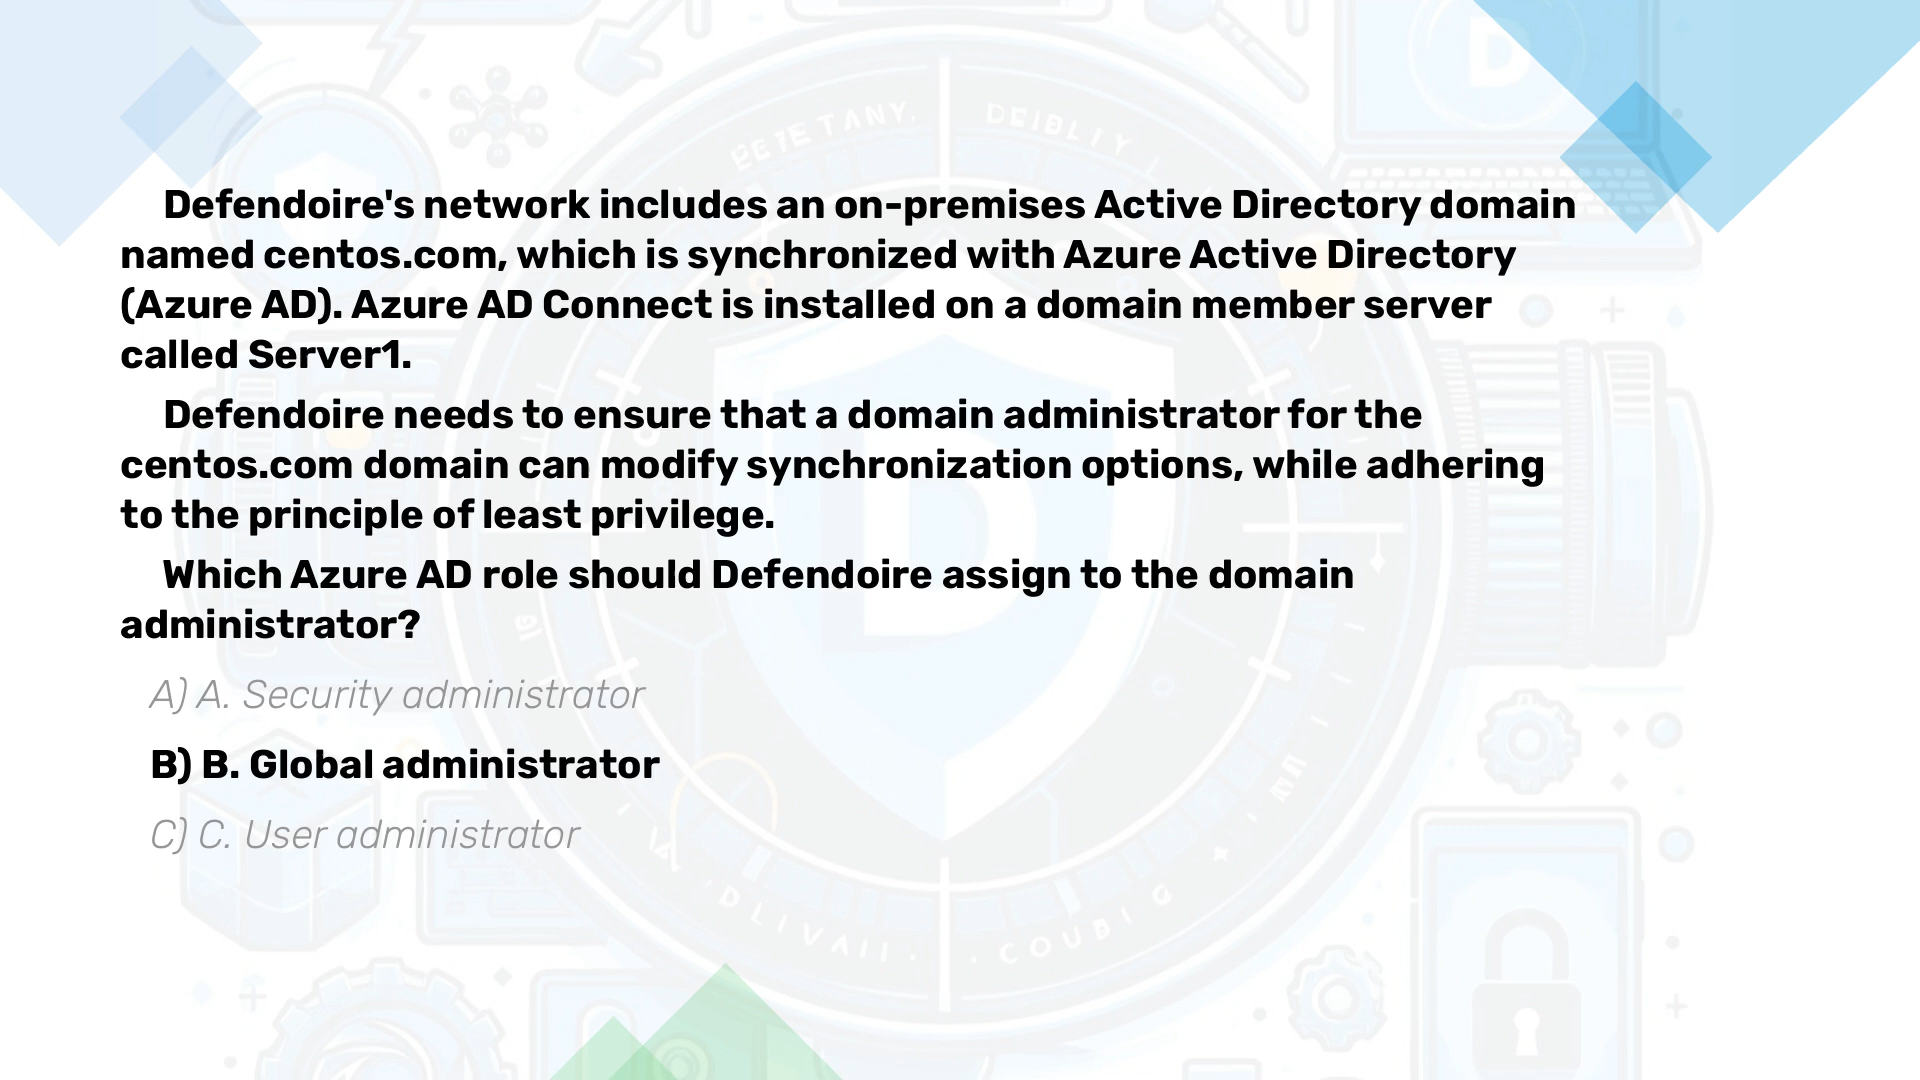 Defendoire's network includes an on-premises Active Directory domain
named centos.com, which is synchronized with Azure Active Directory
(Azure AD). Azure AD Connect is installed on a domain member server
called Server1.
Defendoire needs to ensure that a domain administrator for the
centos.com domain can modify synchronization options, while adhering
to the principle of least privilege.
Which Azure AD role should Defendoire assign to the domain
administrator?
A) A. Security administrator
B) B. Global administrator
C) C. User administrator